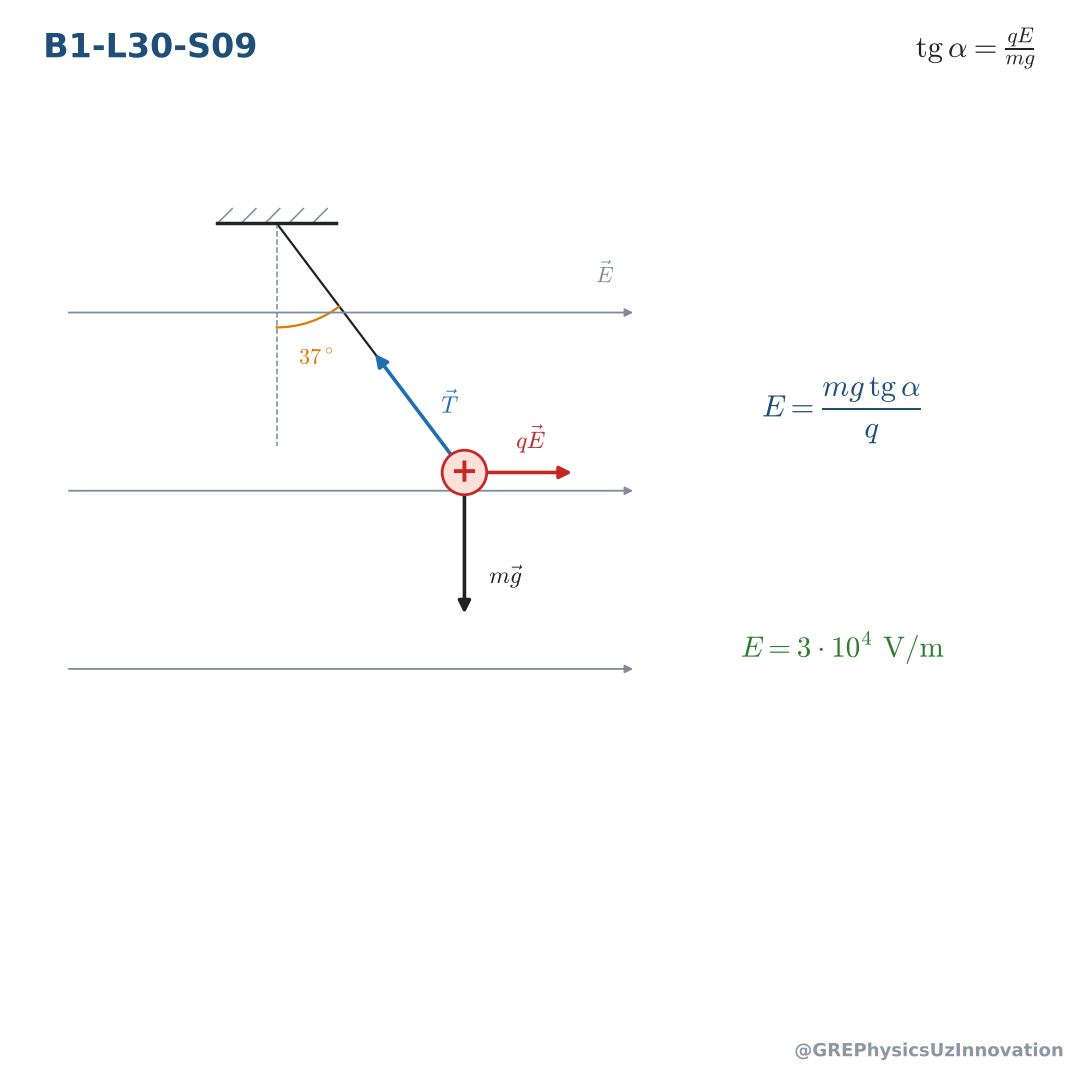 B1-L30-S09
tg α = qE/mg
E⃗
37°
T⃗
qE⃗
+
mg⃗
E = mg tg α / q
E = 3 · 10⁴ V/m
@GREPhysicsUzInnovation